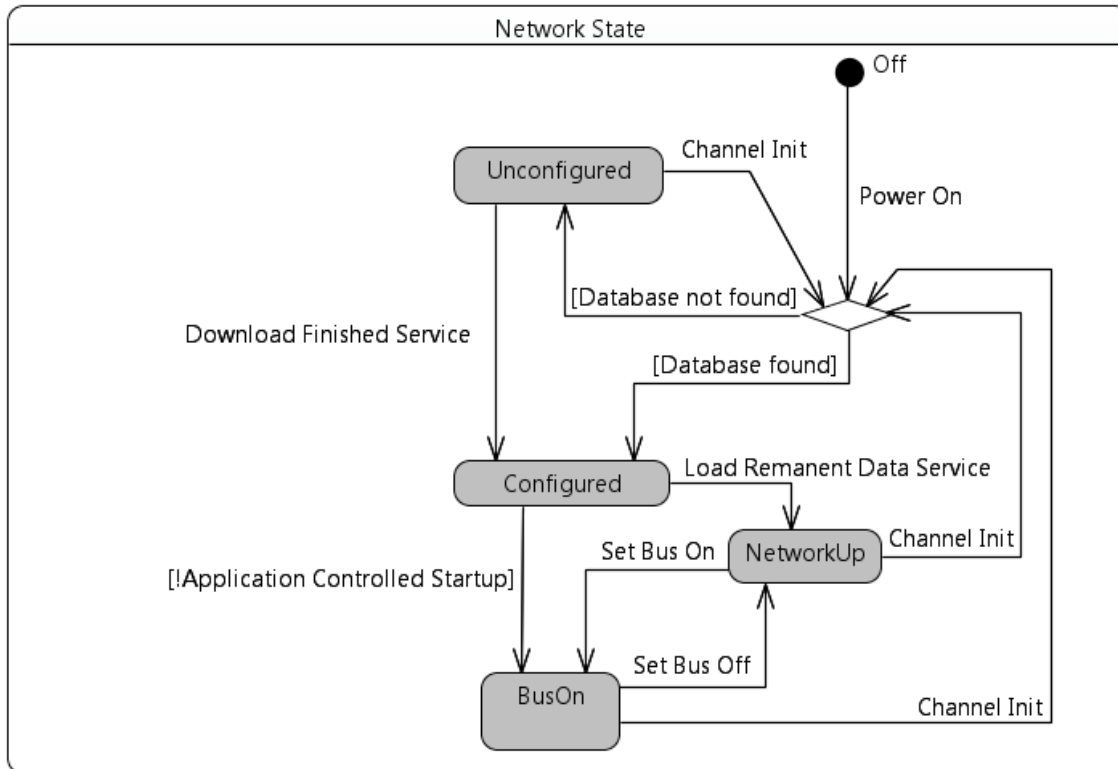 Network State
Off
Channel Init
Unconfigured
Power On
[Database not found]
Download Finished Service
[Database found]
Load Remanent Data Service
Configured
Set Bus On
NetworkUp
Channel Init
[!Application Controlled Startup]
Set Bus Off
BusOn
Channel Init